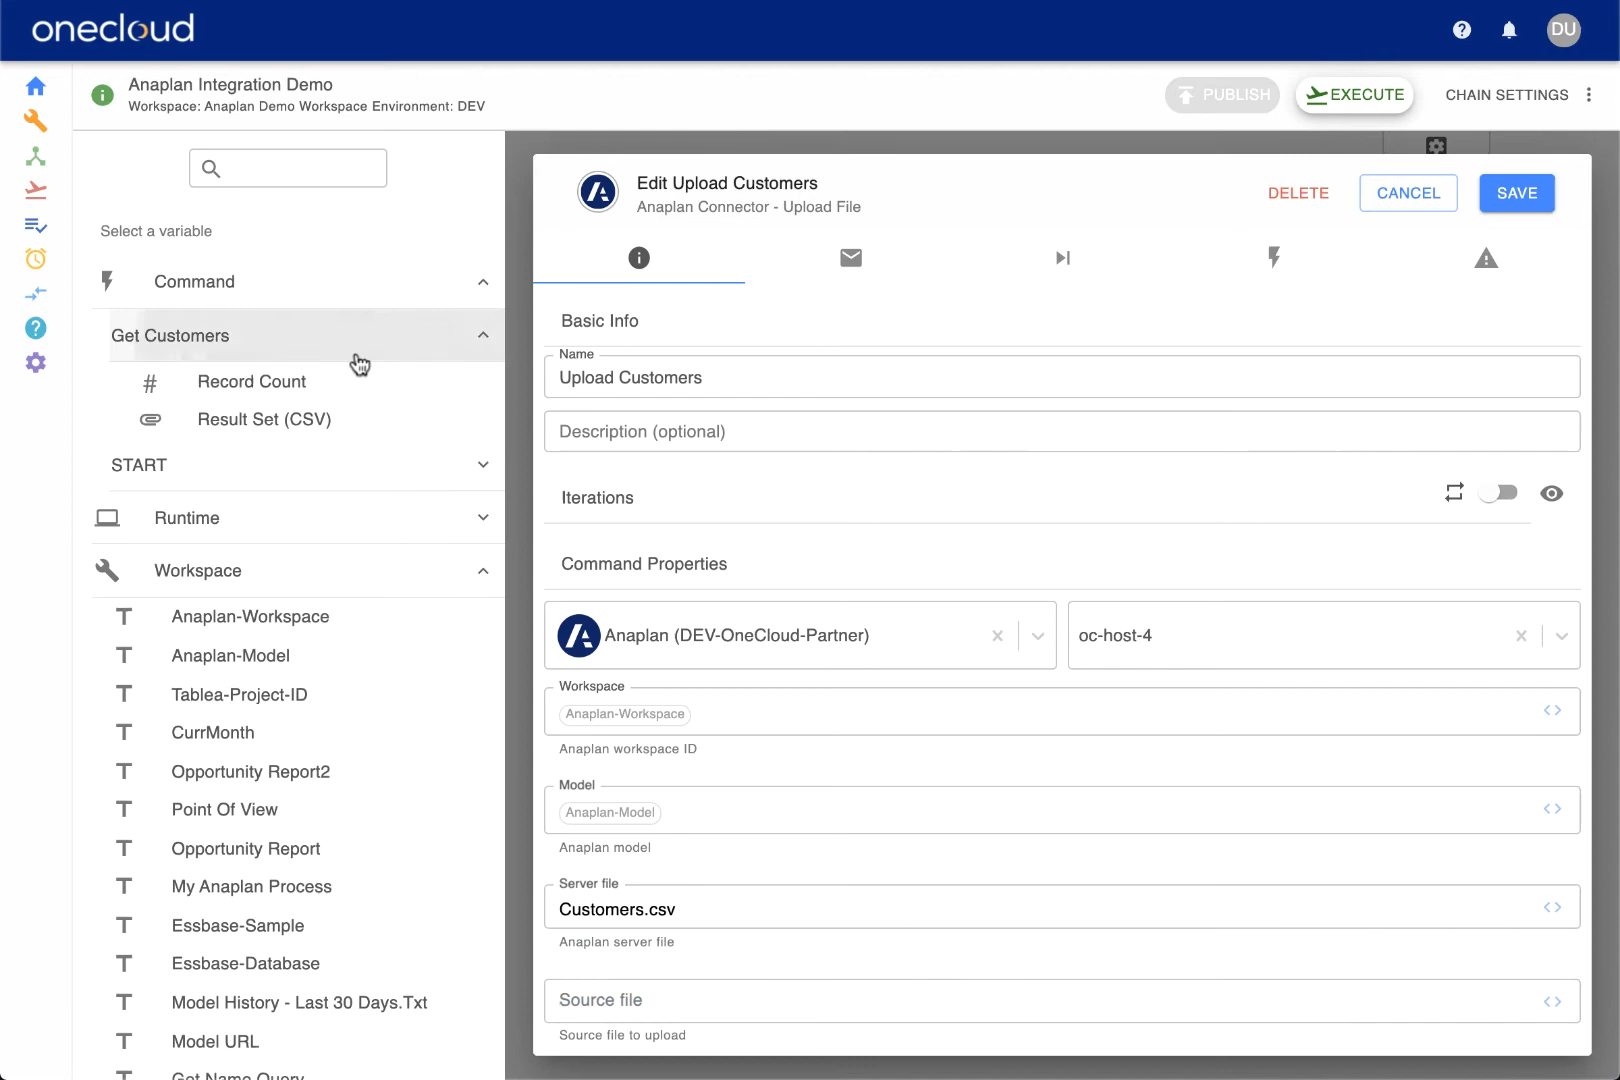 onecloud
DU
Anaplan Integration Demo
Workspace: Anaplan Demo Workspace Environment: DEV
PUBLISH
EXECUTE
CHAIN SETTINGS
Select a variable
Command
Get Customers
# Record Count
Result Set (CSV)
START
Runtime
Workspace
T Anaplan-Workspace
T Anaplan-Model
T Tablea-Project-ID
T CurrMonth
T Opportunity Report2
T Point Of View
T Opportunity Report
T My Anaplan Process
T Essbase-Sample
T Essbase-Database
T Model History - Last 30 Days.Txt
T Model URL
T Get Name Query
Edit Upload Customers
Anaplan Connector - Upload File
DELETE
CANCEL
SAVE
Basic Info
Name
Upload Customers
Description (optional)
Iterations
Command Properties
Anaplan (DEV-OneCloud-Partner)
oc-host-4
Workspace
Anaplan-Workspace
Anaplan workspace ID
Model
Anaplan-Model
Anaplan model
Server file
Customers.csv
Anaplan server file
Source file
Source file to upload